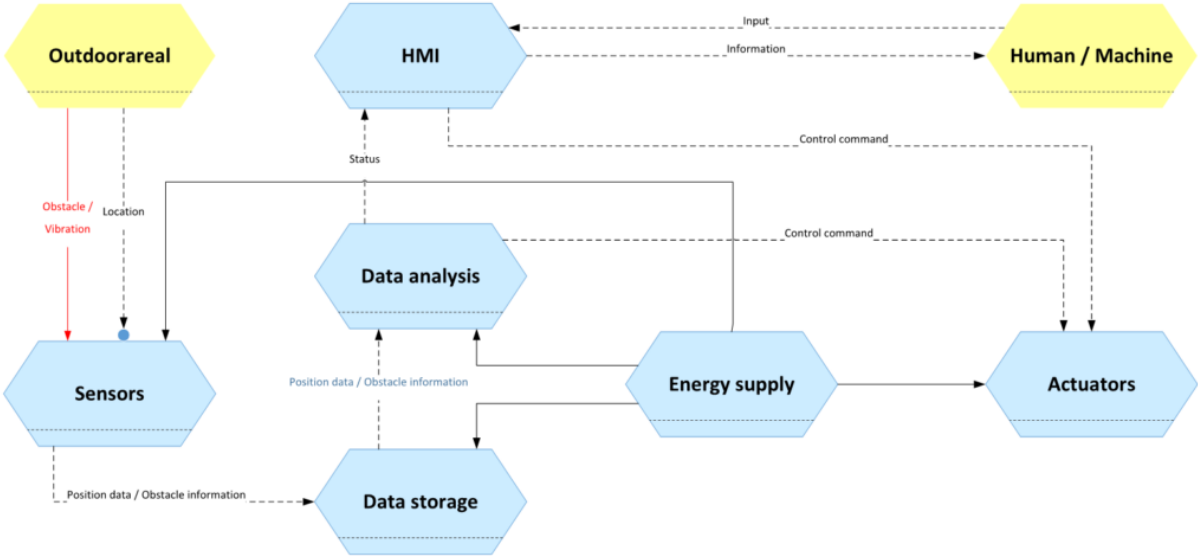 Outdoorareal
HMI
Input
Information
Human / Machine
Control command
Status
Obstacle /
Vibration
Location
Control command
Data analysis
Sensors
Position data / Obstacle information
Energy supply
Actuators
Position data / Obstacle information
Data storage